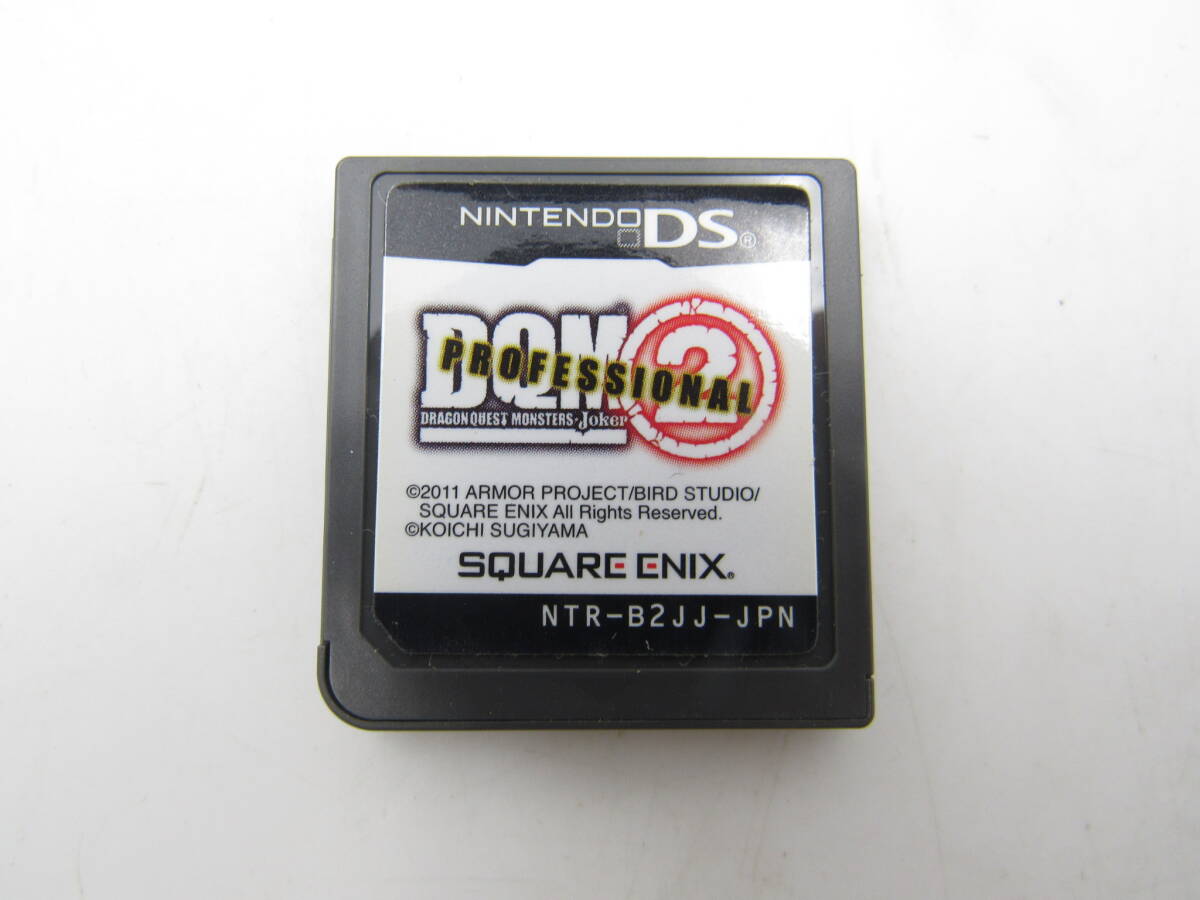 NINTENDO DS®
DQM 2
PROFESSIONAL
DRAGON QUEST MONSTERS·Joker
©2011 ARMOR PROJECT/BIRD STUDIO/
SQUARE ENIX All Rights Reserved.
©KOICHI SUGIYAMA
SQUARE ENIX®
NTR-B2JJ-JPN